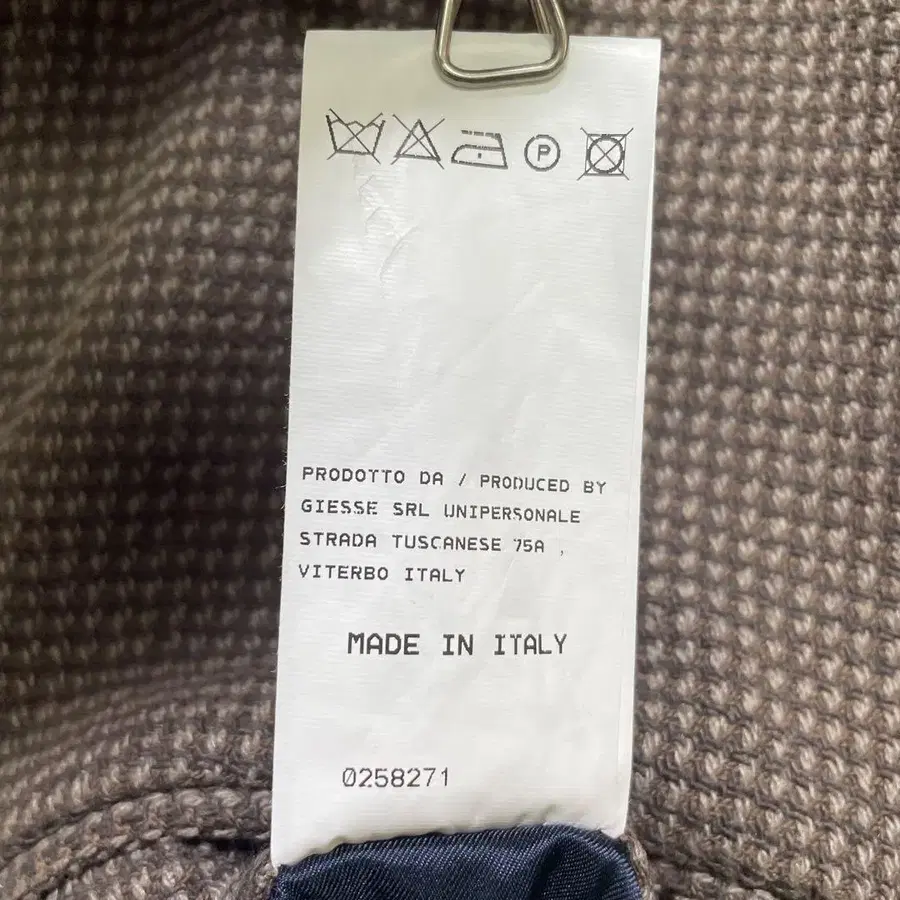 P
PRODOTTO DA / PRODUCED BY
GIESSE SRL UNIPERSONALE
STRADA TUSCANESE 75A ,
VITERBO ITALY
MADE IN ITALY
0258271